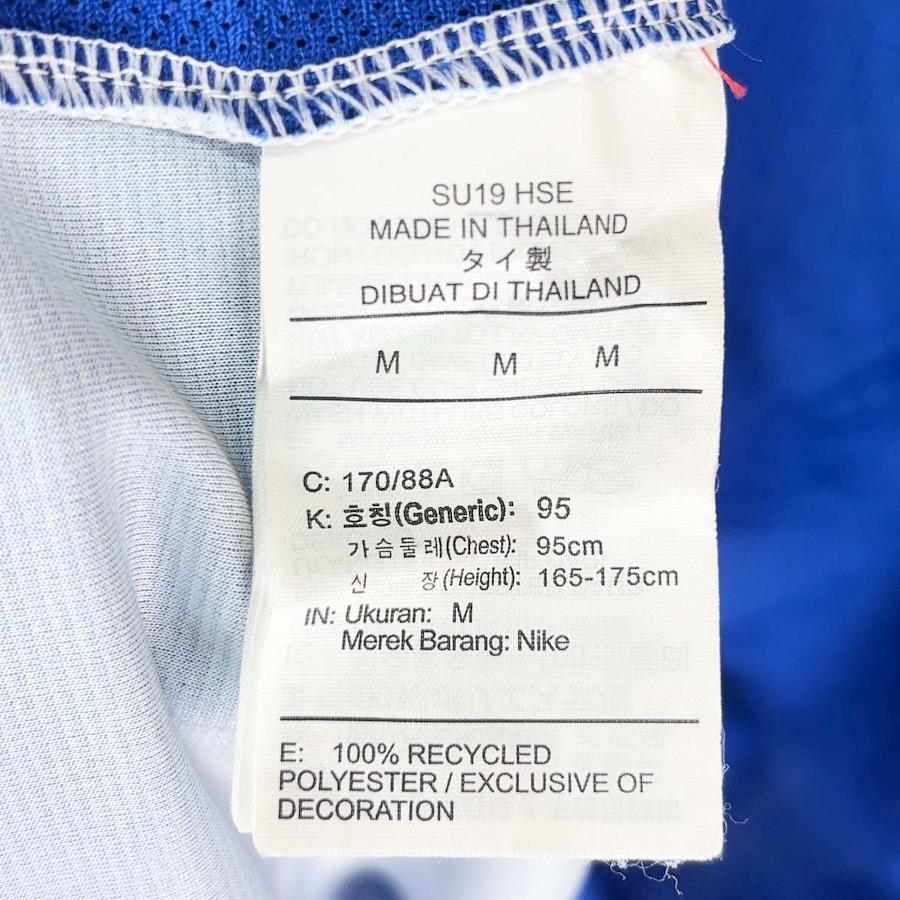 SU19 HSE
MADE IN THAILAND
タイ製
DIBUAT DI THAILAND
M M M
C: 170/88A
K: 호칭(Generic): 95
가슴둘레(Chest): 95cm
신 장(Height): 165-175cm
IN: Ukuran: M
Merek Barang: Nike
E: 100% RECYCLED
POLYESTER / EXCLUSIVE OF
DECORATION